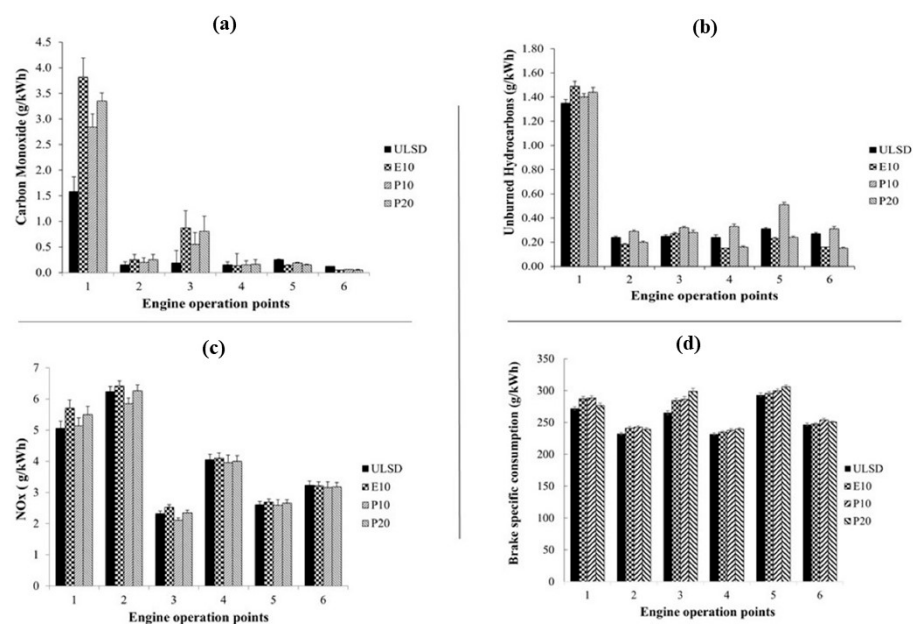 (a)
Carbon Monoxide (g/kWh)
4.5
4.0
3.5
3.0
2.5
2.0
1.5
1.0
0.5
0.0
1 2 3 4 5 6
Engine operation points
ULSD
E10
P10
P20
(b)
Unburned Hydrocarbons (g/kWh)
1.80
1.60
1.40
1.20
1.00
0.80
0.60
0.40
0.20
0.00
1 2 3 4 5 6
Engine operation points
ULSD
E10
P10
P20
(c)
NOx ( g/kWh)
7
6
5
4
3
2
1
0
1 2 3 4 5 6
Engine operation points
ULSD
E10
P10
P20
(d)
Brake specific consumption (g/kWh)
350
300
250
200
150
100
50
0
1 2 3 4 5 6
Engine operation points
ULSD
E10
P10
P20